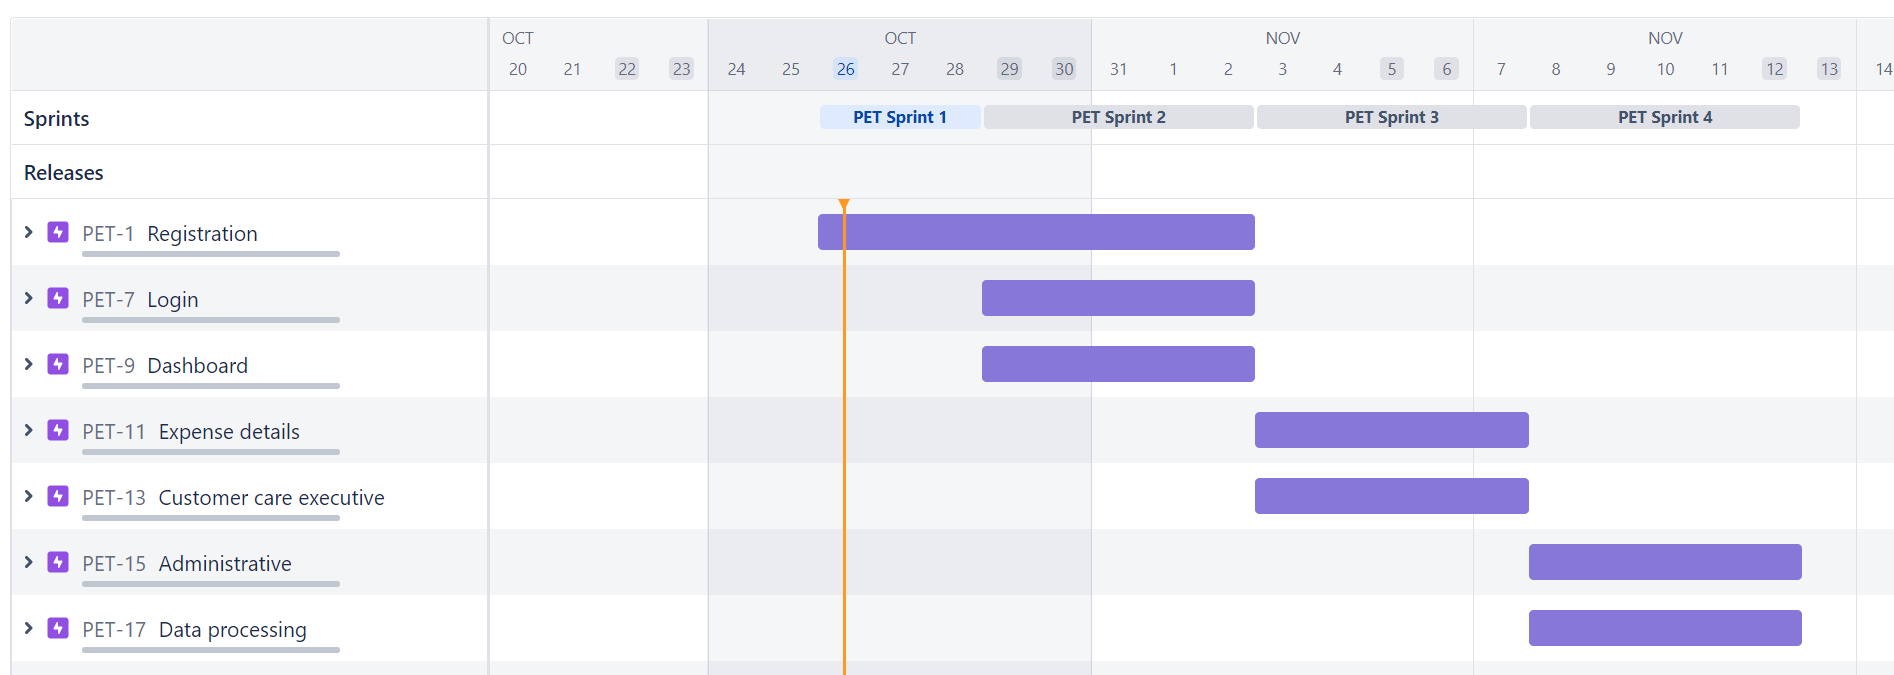 OCT OCT NOV NOV
20 21 22 23 24 25 26 27 28 29 30 31 1 2 3 4 5 6 7 8 9 10 11 12 13 14
Sprints PET Sprint 1 PET Sprint 2 PET Sprint 3 PET Sprint 4
Releases
PET-1 Registration
PET-7 Login
PET-9 Dashboard
PET-11 Expense details
PET-13 Customer care executive
PET-15 Administrative
PET-17 Data processing